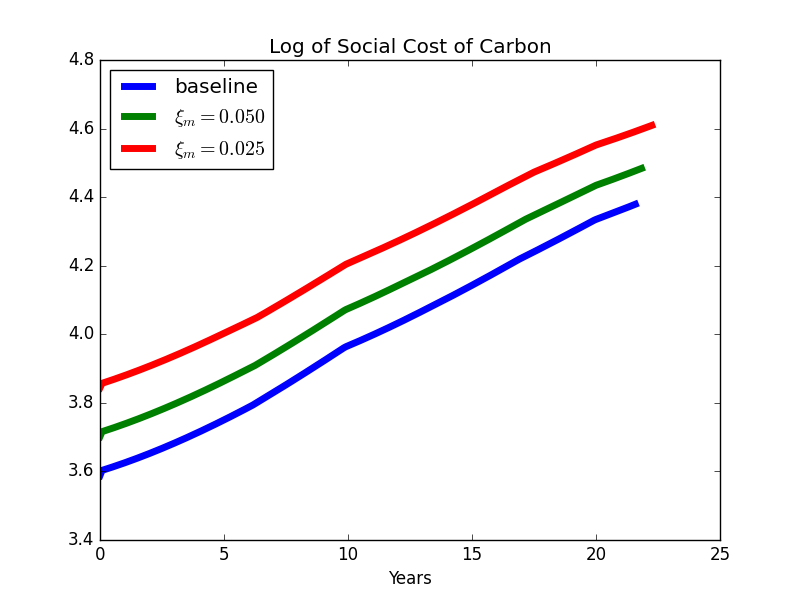 Log of Social Cost of Carbon
4.8
4.6
4.4
4.2
4.0
3.8
3.6
3.4
baseline
ξₘ = 0.050
ξₘ = 0.025
0 5 10 15 20 25
Years